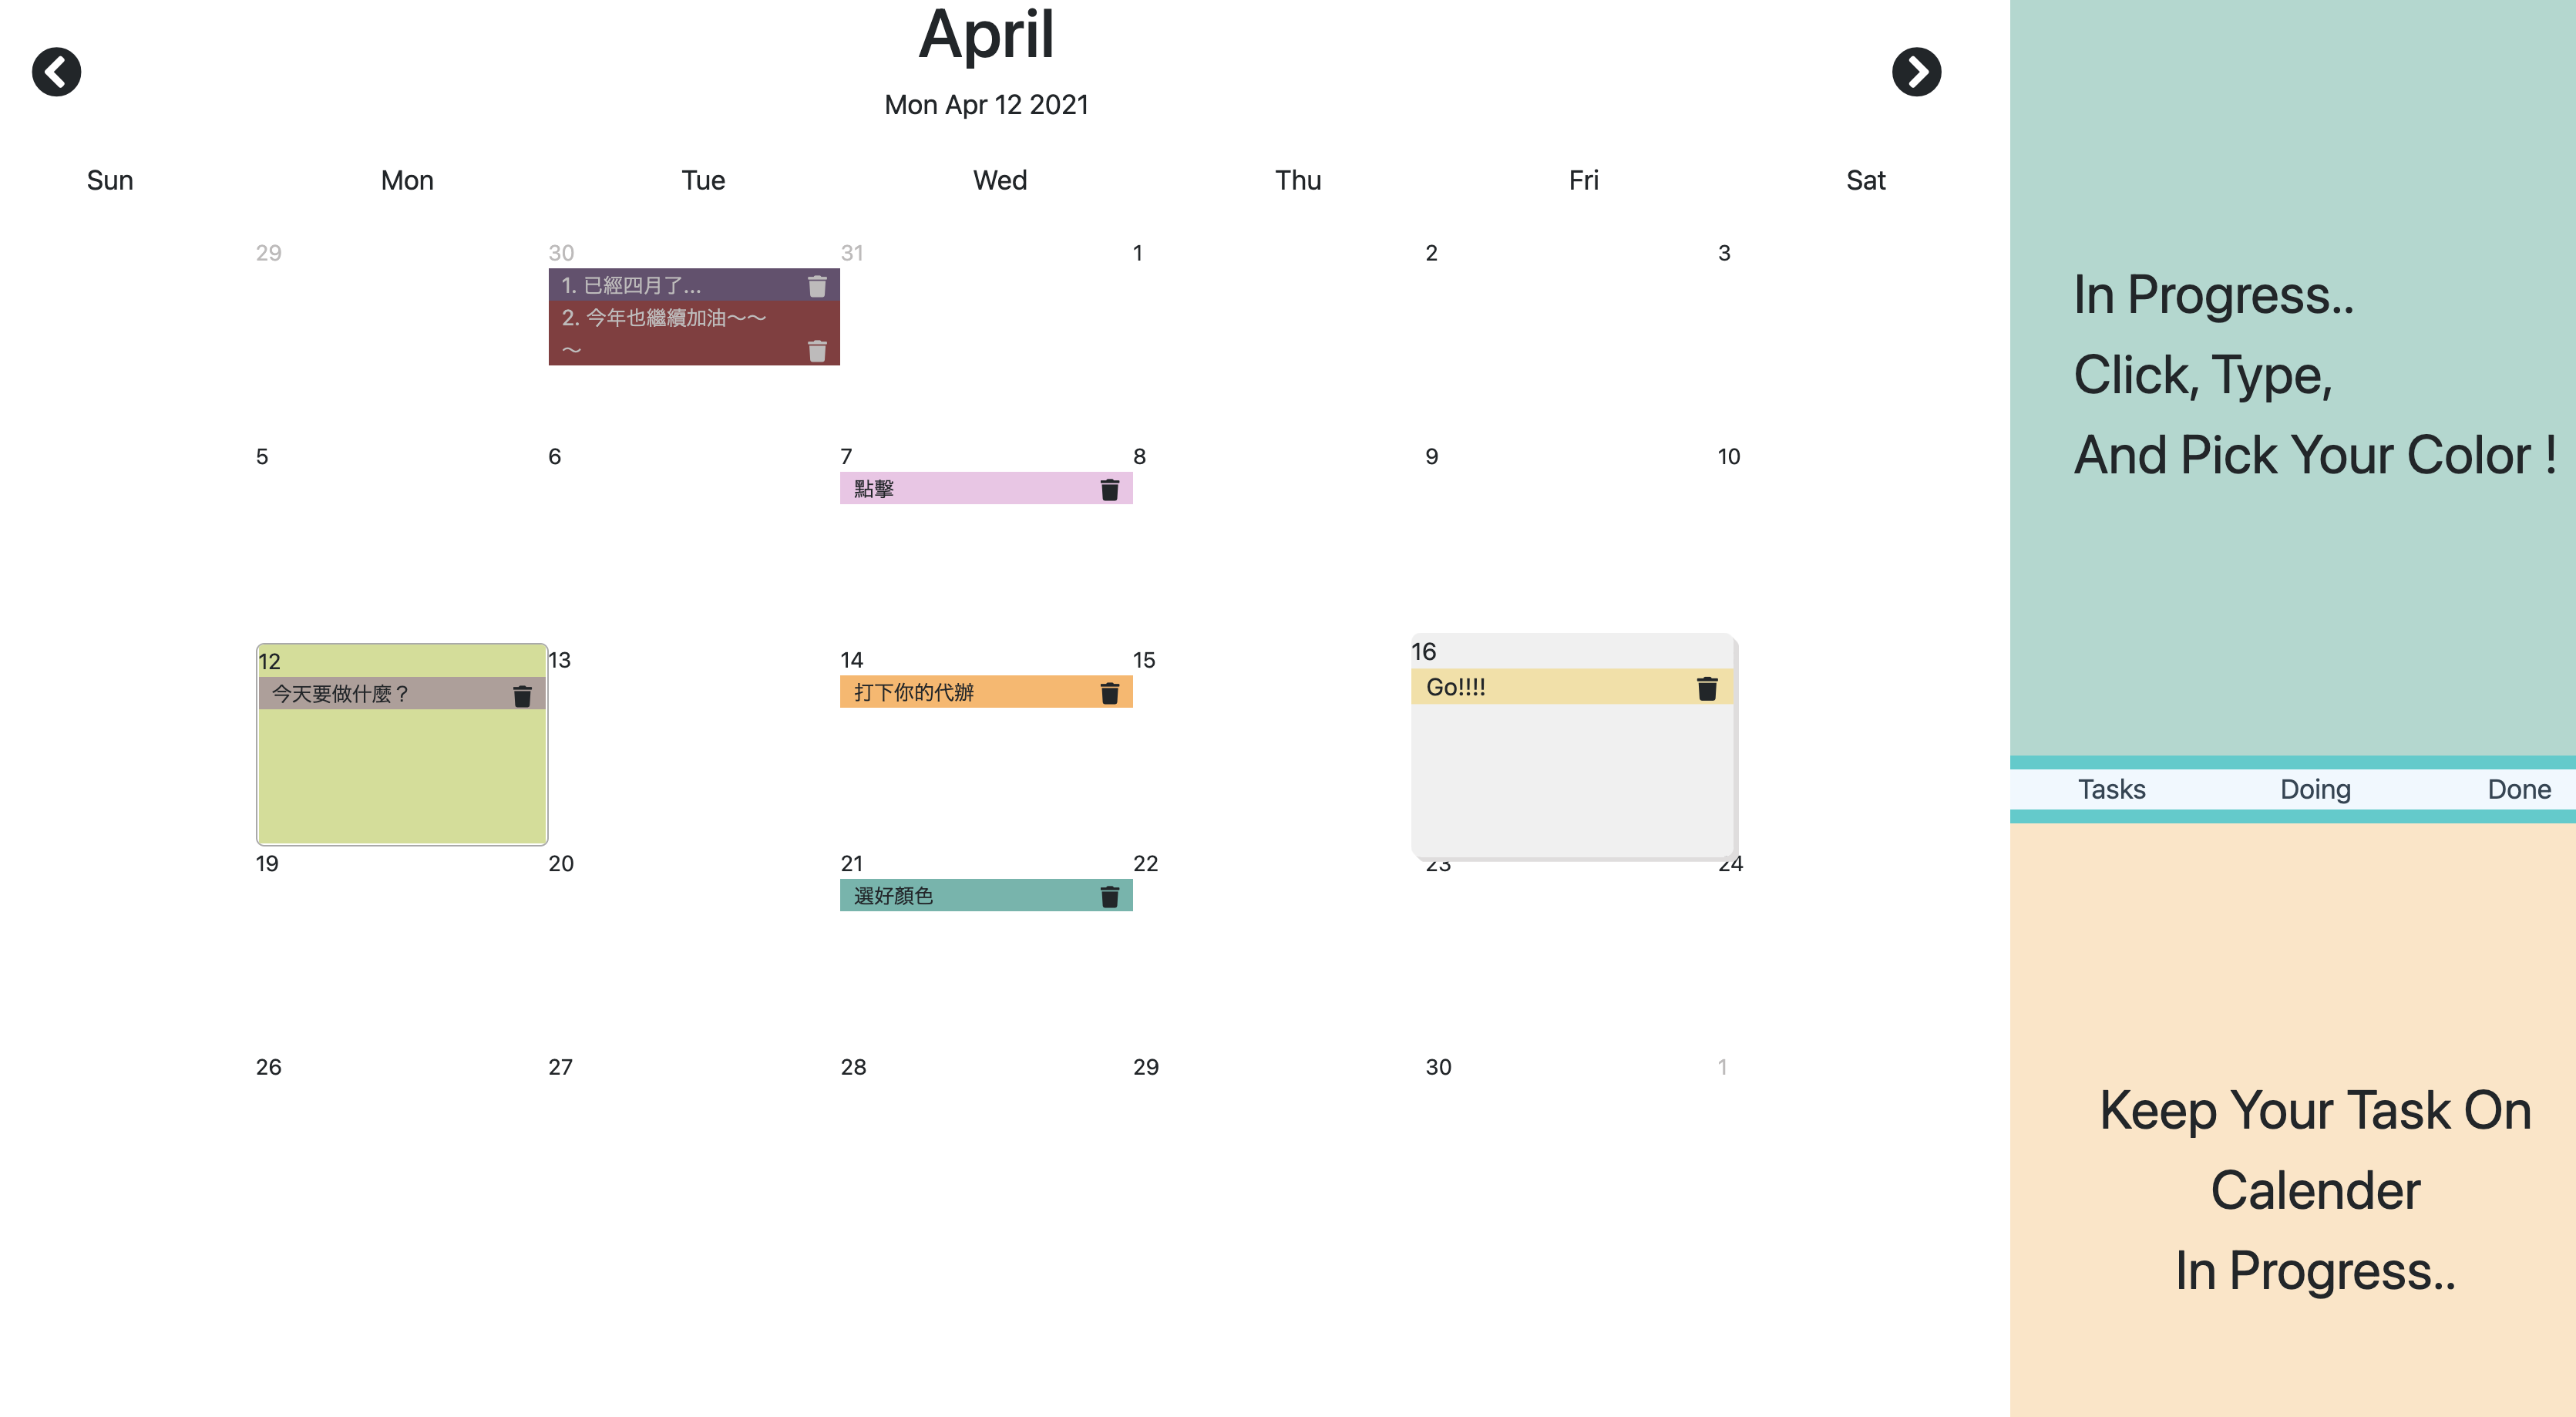 April
Mon Apr 12 2021
Sun Mon Tue Wed Thu Fri Sat
29 30 31 1 2 3
1. 已經四月了...
2. 今年也繼續加油～～
～
5 6 7 8 9 10
點擊
12 13 14 15 16
今天要做什麼？ 打下你的代辦 Go!!!!
19 20 21 22 23 24
選好顏色
26 27 28 29 30 1
In Progress..
Click, Type,
And Pick Your Color !
Tasks Doing Done
Keep Your Task On
Calender
In Progress..